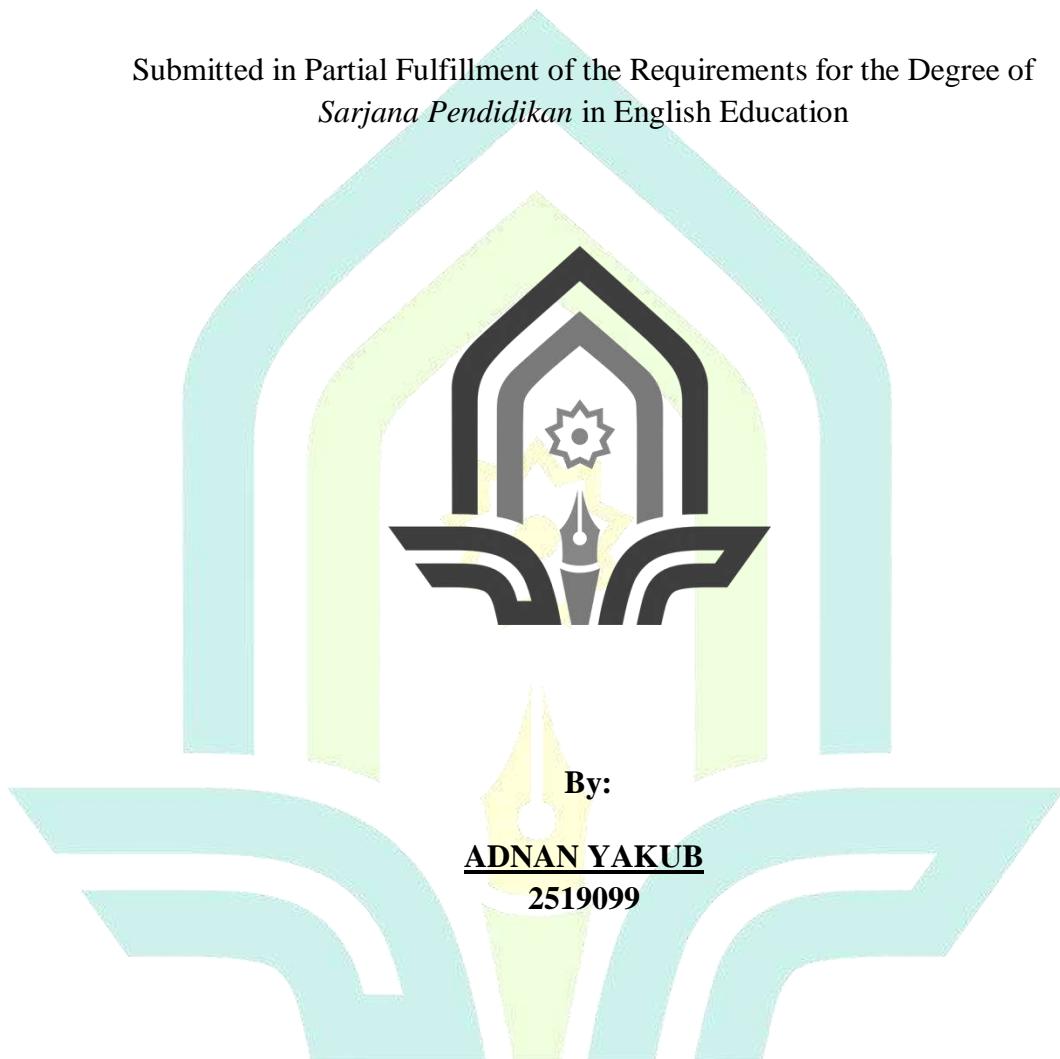 Submitted in Partial Fulfillment of the Requirements for the Degree of
Sarjana Pendidikan in English Education
By:
ADNAN YAKUB
2519099